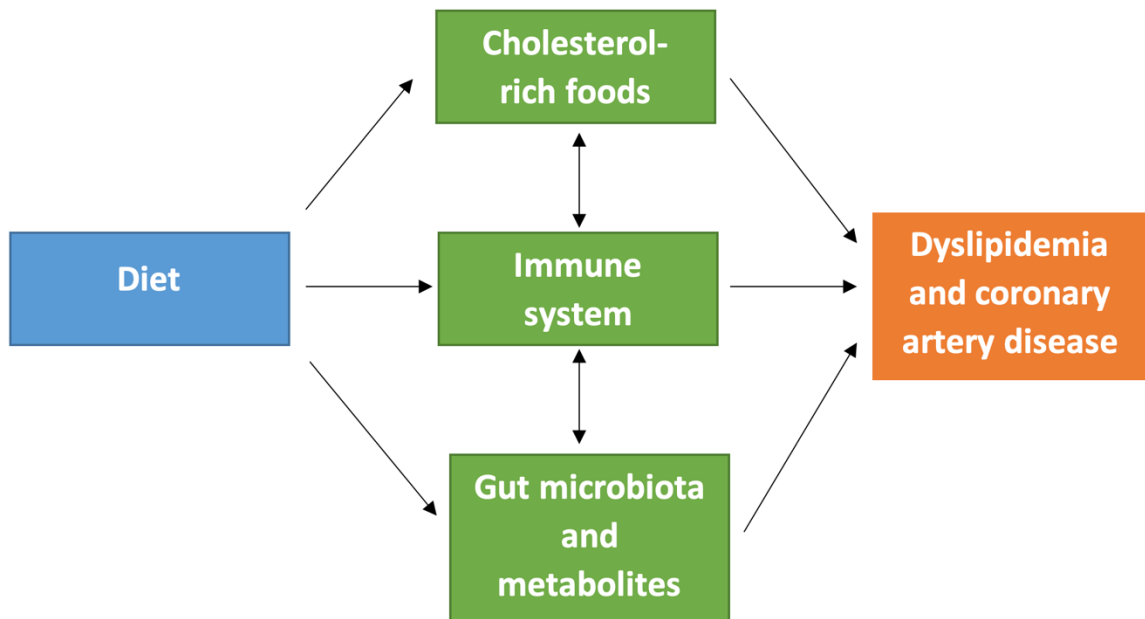 Cholesterol-
rich foods
Diet
Immune
system
Dyslipidemia
and coronary
artery disease
Gut microbiota
and
metabolites